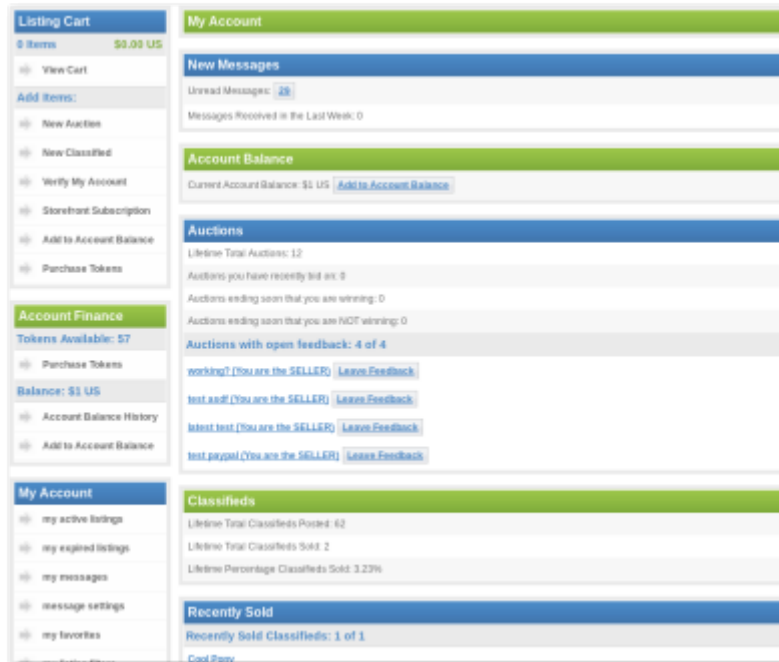 Listing Cart
0 Items $0.00 US
View Cart
Add Items:
New Auction
New Classified
Verify My Account
Storefront Subscription
Add to Account Balance
Purchase Tokens
Account Finance
Tokens Available: 57
Purchase Tokens
Balance: $1 US
Account Balance History
Add to Account Balance
My Account
my active listings
my expired listings
my messages
message settings
my favorites
My Account
New Messages
Unread Messages: 29
Messages Received in the Last Week: 0
Account Balance
Current Account Balance: $1 US Add to Account Balance
Auctions
Lifetime Total Auctions: 12
Auctions you have recently bid on: 0
Auctions ending soon that you are winning: 0
Auctions ending soon that you are NOT winning: 0
Auctions with open feedback: 4 of 4
working? (You are the SELLER) Leave Feedback
test asdf (You are the SELLER) Leave Feedback
latest test (You are the SELLER) Leave Feedback
test paypal (You are the SELLER) Leave Feedback
Classifieds
Lifetime Total Classifieds Posted: 62
Lifetime Total Classifieds Sold: 2
Lifetime Percentage Classifieds Sold: 3.23%
Recently Sold
Recently Sold Classifieds: 1 of 1
Cool Pony